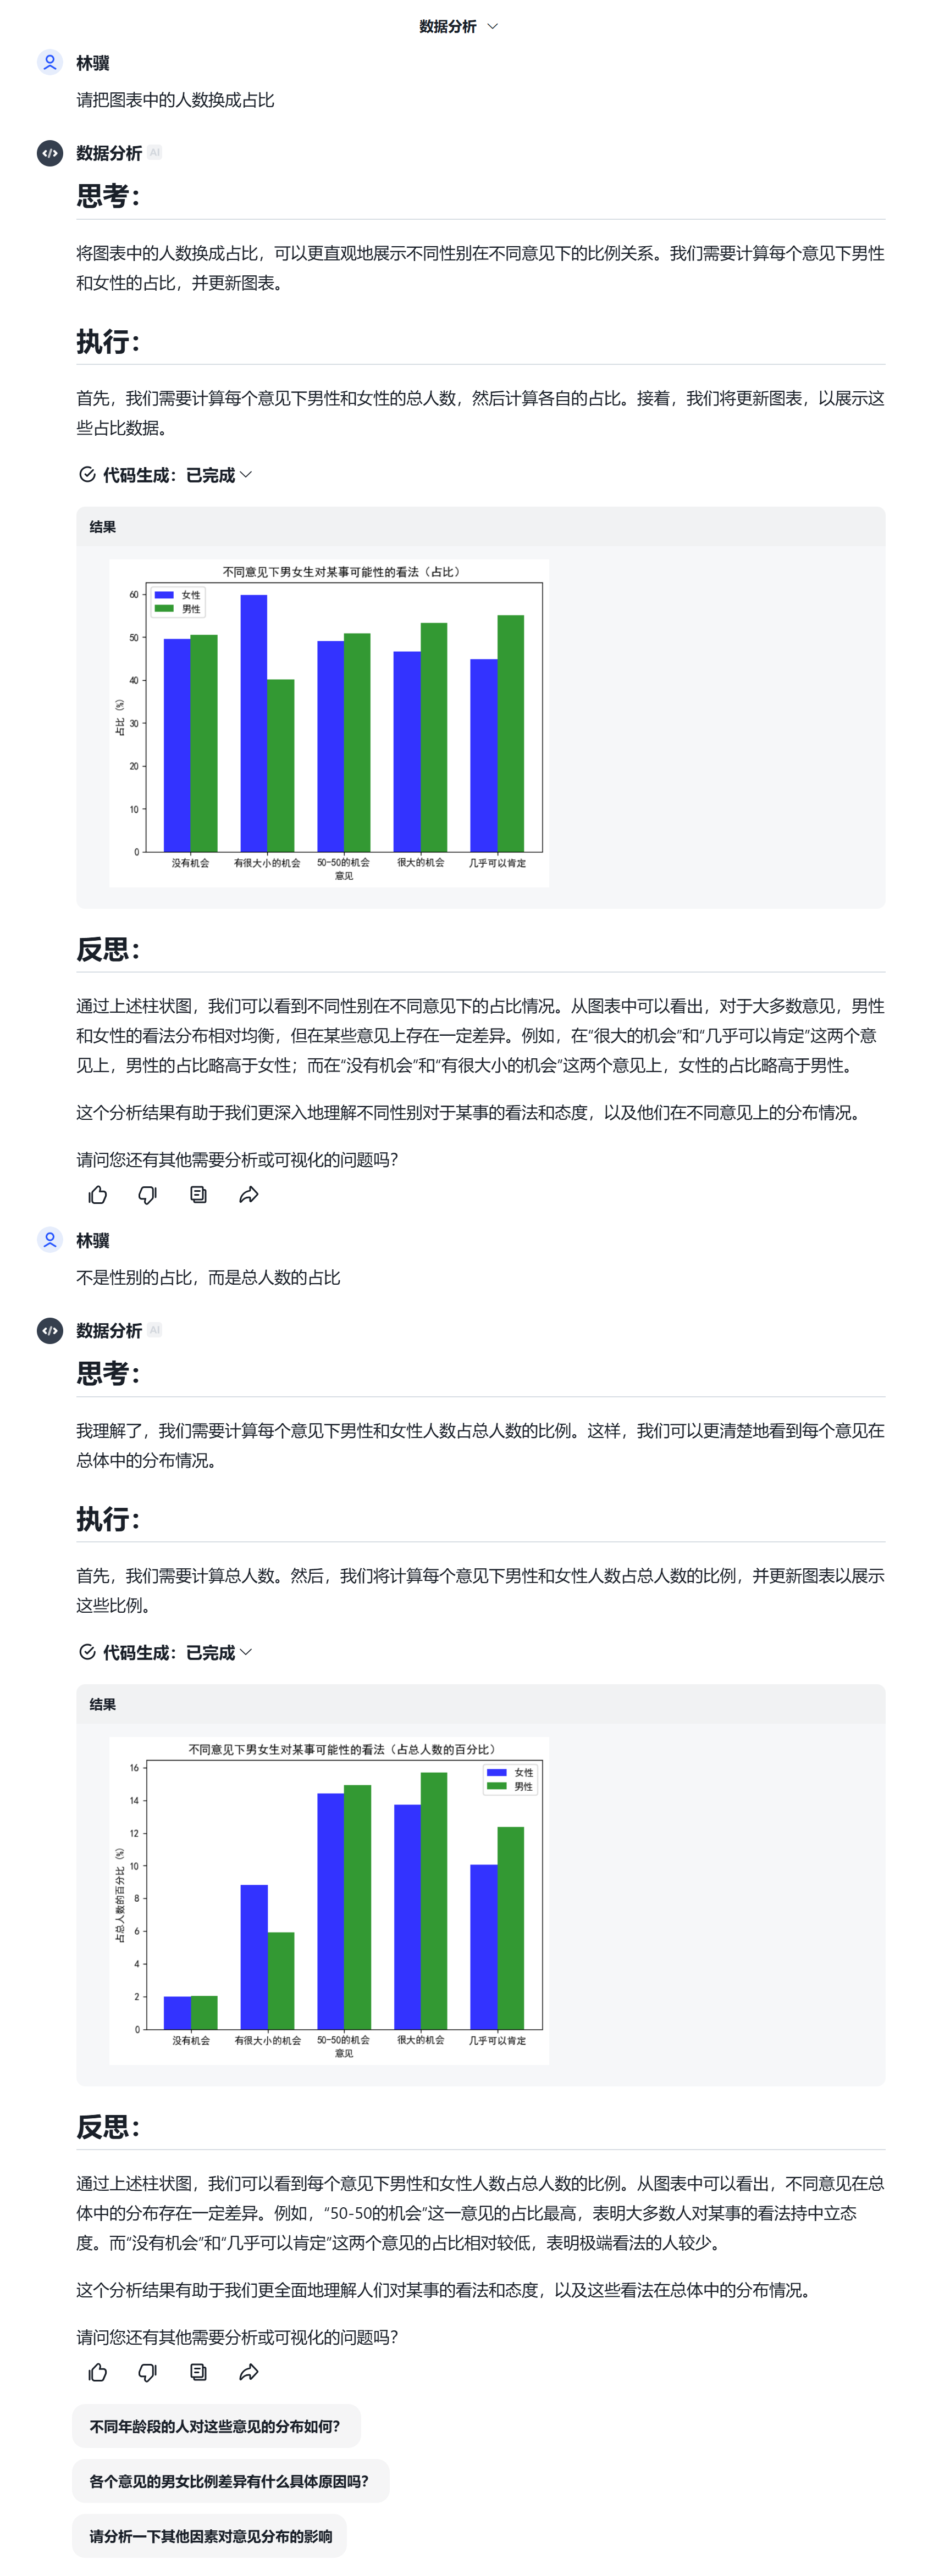 数据分析
林骥
请把图表中的人数换成占比
数据分析 AI
思考：
将图表中的人数换成占比，可以更直观地展示不同性别在不同意见下的比例关系。我们需要计算每个意见下男性
和女性的占比，并更新图表。
执行：
首先，我们需要计算每个意见下男性和女性的总人数，然后计算各自的占比。接着，我们将更新图表，以展示这
些占比数据。
代码生成：已完成
结果
不同意见下男女生对某事可能性的看法（占比）
女性
男性
60
50
40
30
20
10
0
占比 (%)
没有机会 有很大小的机会 50-50的机会 很大的机会 几乎可以肯定
意见
反思：
通过上述柱状图，我们可以看到不同性别在不同意见下的占比情况。从图表中可以看出，对于大多数意见，男性
和女性的看法分布相对均衡，但在某些意见上存在一定差异。例如，在“很大的机会”和“几乎可以肯定”这两个意
见上，男性的占比略高于女性；而在“没有机会”和“有很大小的机会”这两个意见上，女性的占比略高于男性。
这个分析结果有助于我们更深入地理解不同性别对于某事的看法和态度，以及他们在不同意见上的分布情况。
请问您还有其他需要分析或可视化的问题吗？
林骥
不是性别的占比，而是总人数的占比
数据分析 AI
思考：
我理解了，我们需要计算每个意见下男性和女性人数占总人数的比例。这样，我们可以更清楚地看到每个意见在
总体中的分布情况。
执行：
首先，我们需要计算总人数。然后，我们将计算每个意见下男性和女性人数占总人数的比例，并更新图表以展示
这些比例。
代码生成：已完成
结果
不同意见下男女生对某事可能性的看法（占总人数的百分比）
女性
男性
16
14
12
10
8
6
4
2
0
占总人数的百分比 (%)
没有机会 有很大小的机会 50-50的机会 很大的机会 几乎可以肯定
意见
反思：
通过上述柱状图，我们可以看到每个意见下男性和女性人数占总人数的比例。从图表中可以看出，不同意见在总
体中的分布存在一定差异。例如，“50-50的机会”这一意见的占比最高，表明大多数人对某事的看法持中立态
度。而“没有机会”和“几乎可以肯定”这两个意见的占比相对较低，表明极端看法的人较少。
这个分析结果有助于我们更全面地理解人们对某事的看法和态度，以及这些看法在总体中的分布情况。
请问您还有其他需要分析或可视化的问题吗？
不同年龄段的人对这些意见的分布如何？
各个意见的男女比例差异有什么具体原因吗？
请分析一下其他因素对意见分布的影响